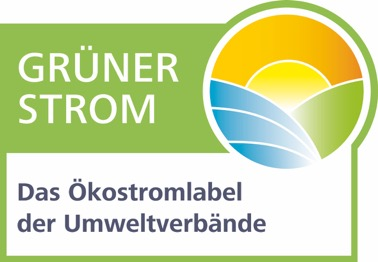 GRÜNER
STROM
Das Ökostromlabel
der Umweltverbände